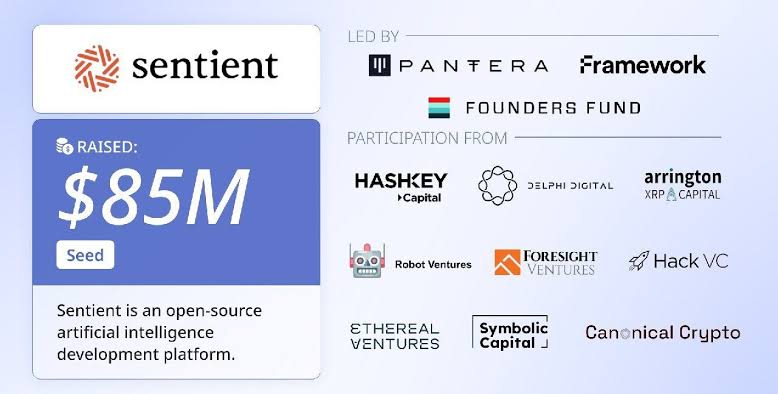 sentient
RAISED:
$85M
Seed
Sentient is an open-source
artificial intelligence
development platform.
LED BY
PANTERA
Framework
FOUNDERS FUND
PARTICIPATION FROM
HASHKEY
Capital
DELPHI DIGITAL
arrington
XRP CAPITAL
Robot Ventures
FORESIGHT
VENTURES
Hack VC
ETHEREAL
VENTURES
Symbolic
Capital
Canonical Crypto